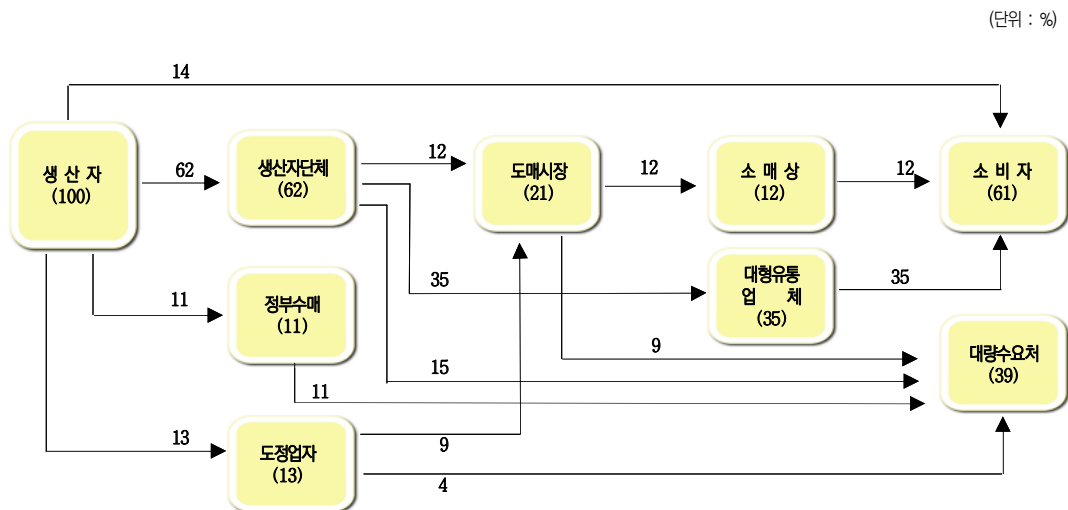 (단위 : %)
14
생 산 자
(100)
62
생산자단체
(62)
12
도매시장
(21)
12
소 매 상
(12)
12
소 비 자
(61)
11
정부수매
(11)
35
대형유통
업 체
(35)
35
9
15
11
대량수요처
(39)
13
도정업자
(13)
9
4